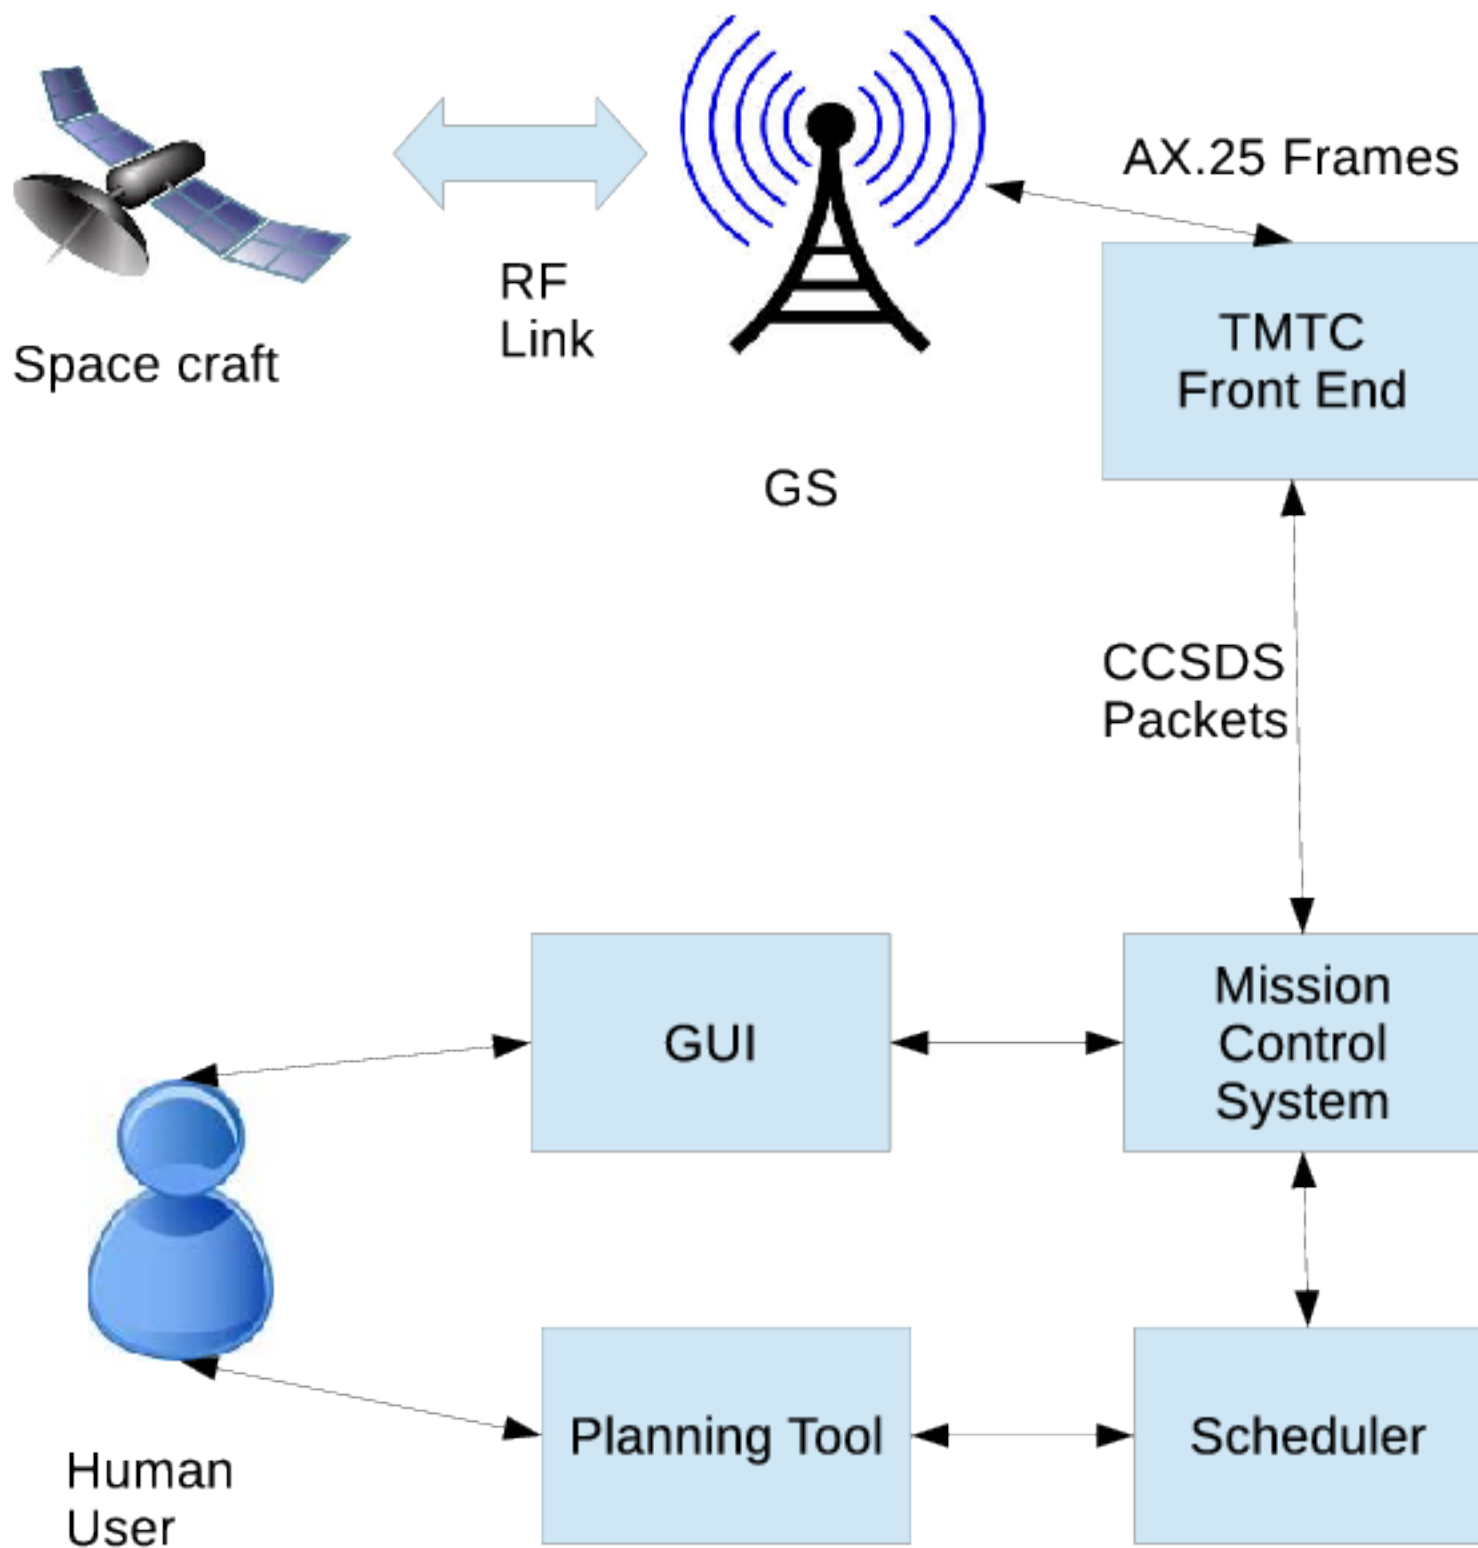 AX.25 Frames
RF
Link
Space craft
TMTC
Front End
GS
CCSDS
Packets
GUI
Mission
Control
System
Planning Tool
Scheduler
Human
User